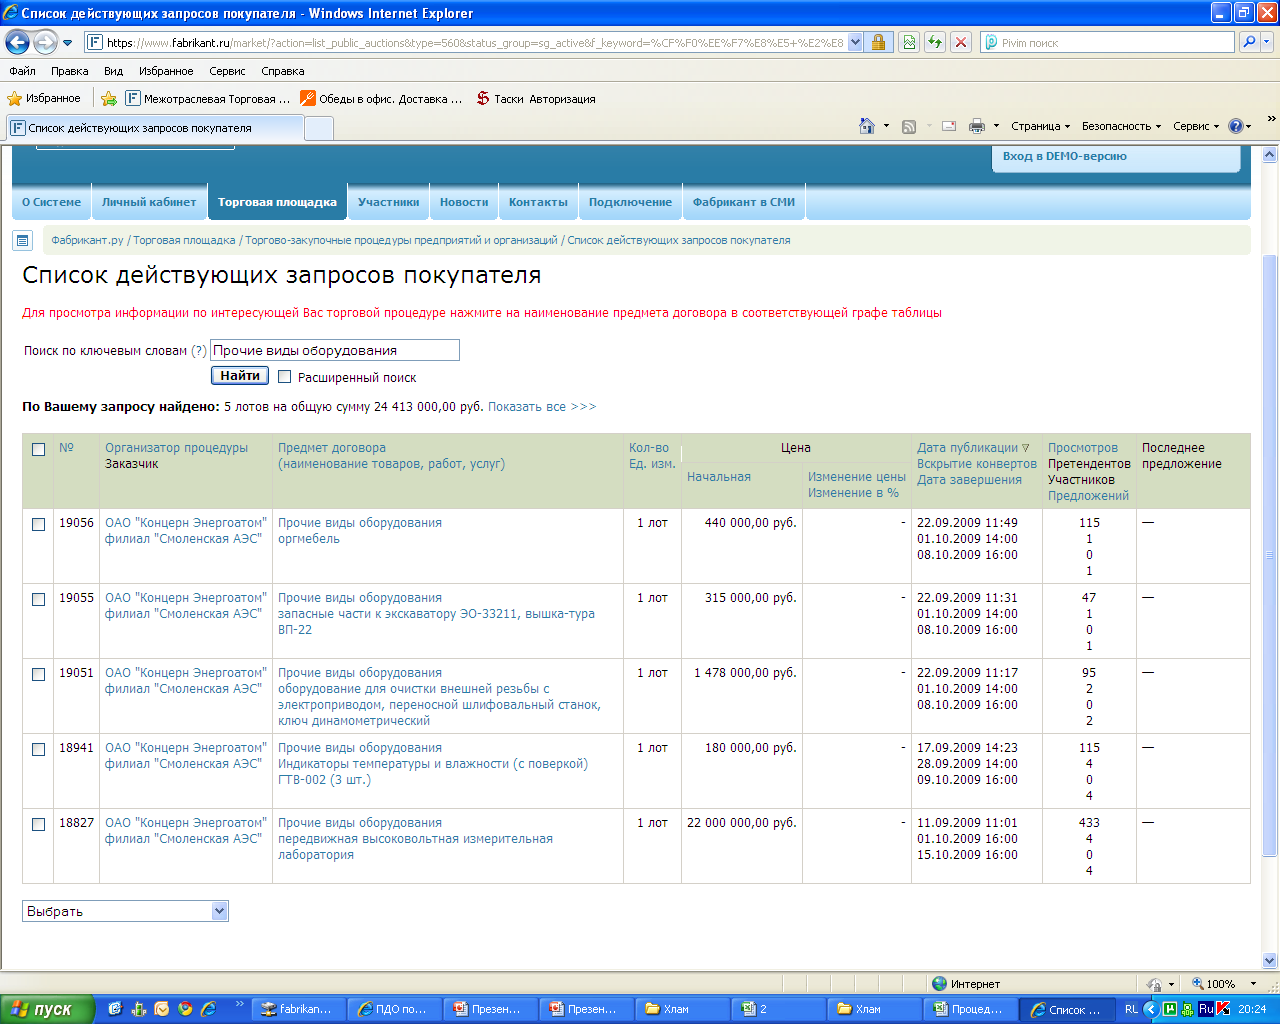 Список действующих запросов покупателя - Windows Internet Explorer
https://www.fabrikant.ru/market/?action=list_public_auctions&type=560&status_group=sg_active&f_keyword=%CF%F0%EE%F7%E8%E5+%E2%E8
Pivim поиск
Файл Правка Вид Избранное Сервис Справка
Избранное Межотраслевая Торговая ... Обеды в офис. Доставка ... Таски Авторизация
Список действующих запросов покупателя
Страница Безопасность Сервис
Вход в DEMO-версию
О Системе Личный кабинет Торговая площадка Участники Новости Контакты Подключение Фабрикант в СМИ
Фабрикант.ру / Торговая площадка / Торгово-закупочные процедуры предприятий и организаций / Список действующих запросов покупателя
Список действующих запросов покупателя
Для просмотра информации по интересующей Вас торговой процедуре нажмите на наименование предмета договора в соответствующей графе таблицы
Поиск по ключевым словам (?) Прочие виды оборудования
Найти Расширенный поиск
По Вашему запросу найдено: 5 лотов на общую сумму 24 413 000,00 руб. Показать все >>>
№ Организатор процедуры Предмет договора Кол-во Цена Дата публикации ▽ Просмотров Последнее
Заказчик (наименование товаров, работ, услуг) Ед. изм. Вскрытие конвертов Претендентов предложение
Начальная Изменение цены Дата завершения Участников
Изменение в % Предложений
19056 ОАО "Концерн Энергоатом" Прочие виды оборудования 1 лот 440 000,00 руб. - 22.09.2009 11:49 115 —
филиал "Смоленская АЭС" оргмебель 01.10.2009 14:00 1
08.10.2009 16:00 0
1
19055 ОАО "Концерн Энергоатом" Прочие виды оборудования 1 лот 315 000,00 руб. - 22.09.2009 11:31 47 —
филиал "Смоленская АЭС" запасные части к экскаватору ЭО-33211, вышка-тура 01.10.2009 14:00 1
ВП-22 08.10.2009 16:00 0
1
19051 ОАО "Концерн Энергоатом" Прочие виды оборудования 1 лот 1 478 000,00 руб. - 22.09.2009 11:17 95 —
филиал "Смоленская АЭС" оборудование для очистки внешней резьбы с 01.10.2009 14:00 2
электроприводом, переносной шлифовальный станок, 08.10.2009 16:00 0
ключ динамометрический 2
18941 ОАО "Концерн Энергоатом" Прочие виды оборудования 1 лот 180 000,00 руб. - 17.09.2009 14:23 115 —
филиал "Смоленская АЭС" Индикаторы температуры и влажности (с поверкой) 28.09.2009 14:00 4
ГТВ-002 (3 шт.) 09.10.2009 16:00 0
4
18827 ОАО "Концерн Энергоатом" Прочие виды оборудования 1 лот 22 000 000,00 руб. - 11.09.2009 11:01 433 —
филиал "Смоленская АЭС" передвижная высоковольтная измерительная 01.10.2009 16:00 4
лаборатория 15.10.2009 16:00 0
4
Выбрать
Интернет 100%
пуск fabrikan... ПДО по... Презен... Презен... Хлам 2 Хлам Процед... Список ... RL Ru 20:24